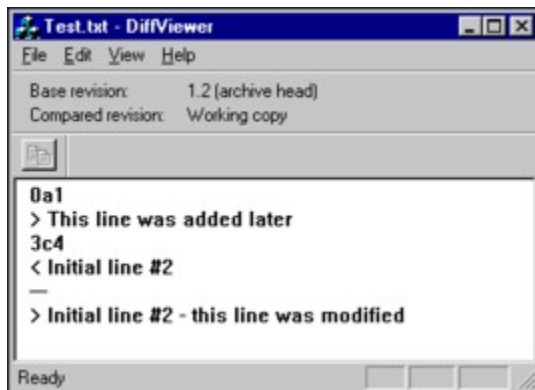 Test.txt - DiffViewer
File Edit View Help
Base revision: 1.2 (archive head)
Compared revision: Working copy
0a1
> This line was added later
3c4
< Initial line #2
---
> Initial line #2 - this line was modified
Ready